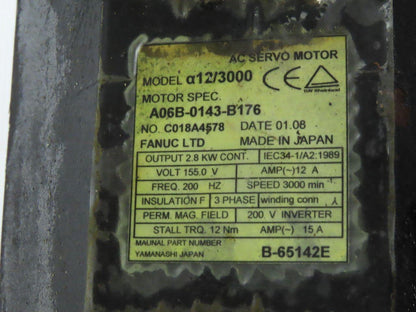 AC SERVO MOTOR
MODEL α12/3000 CE
TUV Rheinland
MOTOR SPEC.
A06B-0143-B176
NO. C018A4578 DATE 01.08
FANUC LTD MADE IN JAPAN
OUTPUT 2.8 KW CONT. IEC34-1/A2:1989
VOLT 155.0 V AMP(~)12 A
FREQ. 200 HZ SPEED 3000 min
INSULATION F 3 PHASE winding conn Y
PERM. MAG. FIELD 200 V INVERTER
STALL TRQ. 12 Nm AMP(~) 15 A
MAUNAL PART NUMBER
YAMANASHI JAPAN B-65142E